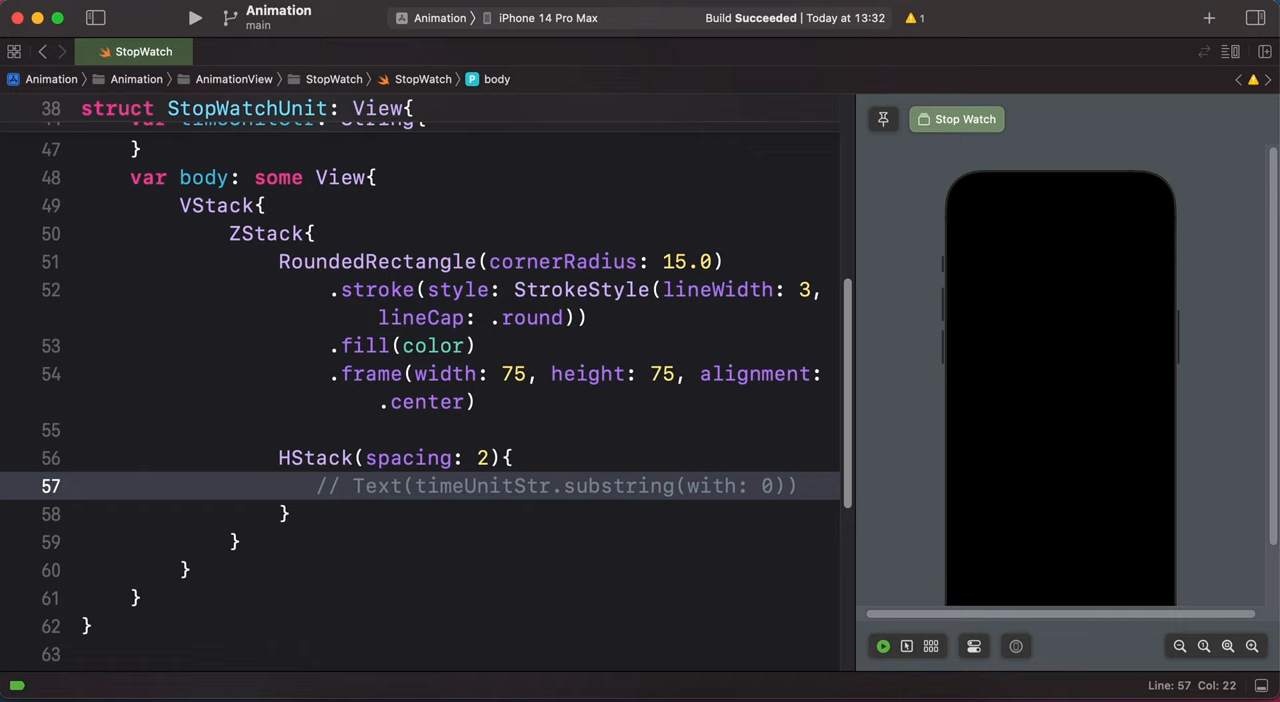 Animation
main
Animation 〉 iPhone 14 Pro Max
Build Succeeded | Today at 13:32
1
StopWatch
Animation 〉 Animation 〉 AnimationView 〉 StopWatch 〉 StopWatch 〉 P body
38 struct StopWatchUnit: View{
var timeUnitStr: String{
47 }
48 var body: some View{
49 VStack{
50 ZStack{
51 RoundedRectangle(cornerRadius: 15.0)
52 .stroke(style: StrokeStyle(lineWidth: 3,
lineCap: .round))
53 .fill(color)
54 .frame(width: 75, height: 75, alignment:
.center)
55
56 HStack(spacing: 2){
57 // Text(timeUnitStr.substring(with: 0))
58 }
59 }
60 }
61 }
62 }
63
Stop Watch
Line: 57 Col: 22